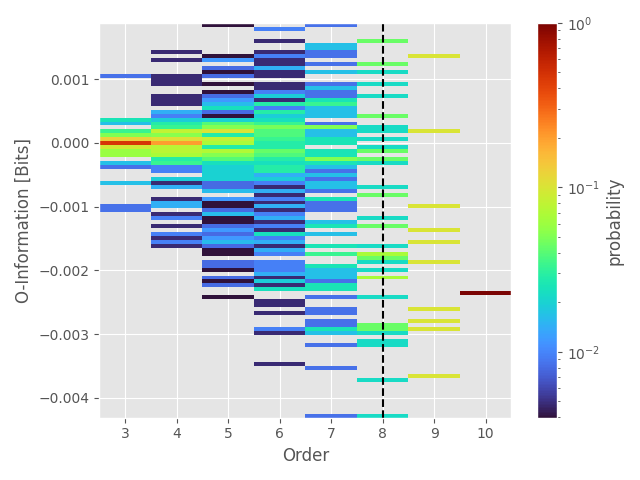 0.001
0.000
−0.001
−0.002
−0.003
−0.004
O-Information [Bits]
3 4 5 6 7 8 9 10
Order
10⁰
10⁻¹
10⁻²
probability